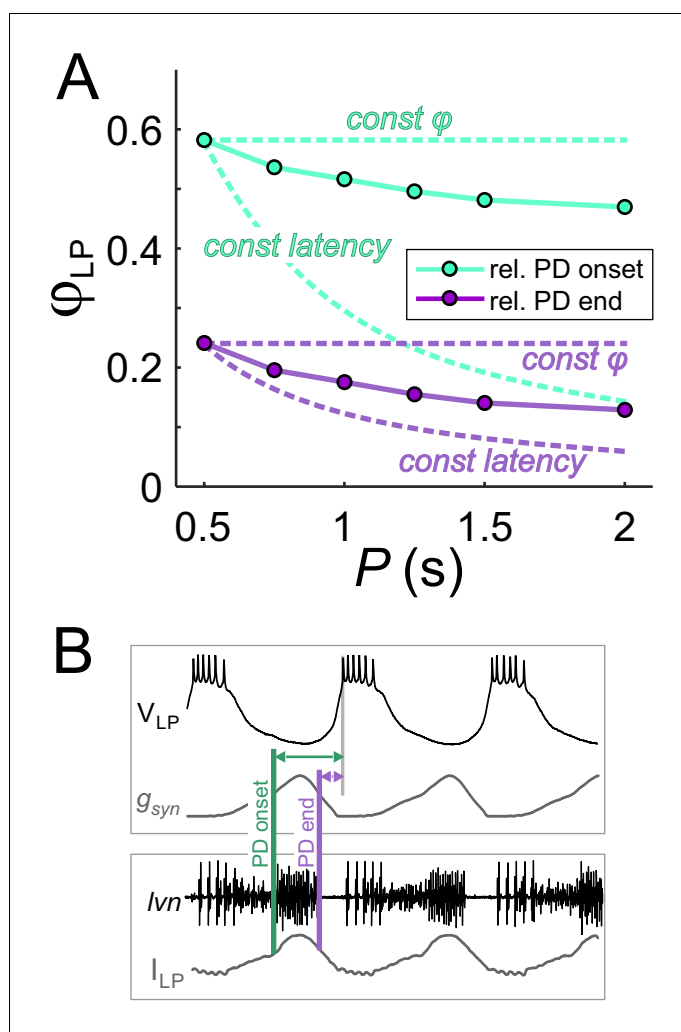 A
const φ
const latency
rel. PD onset
rel. PD end
const φ
const latency
0.6
0.4
0.2
0
φLP
0.5
1
1.5
2
P (s)
B
VLP
gsyn
PD onset
PD end
lvn
ILP